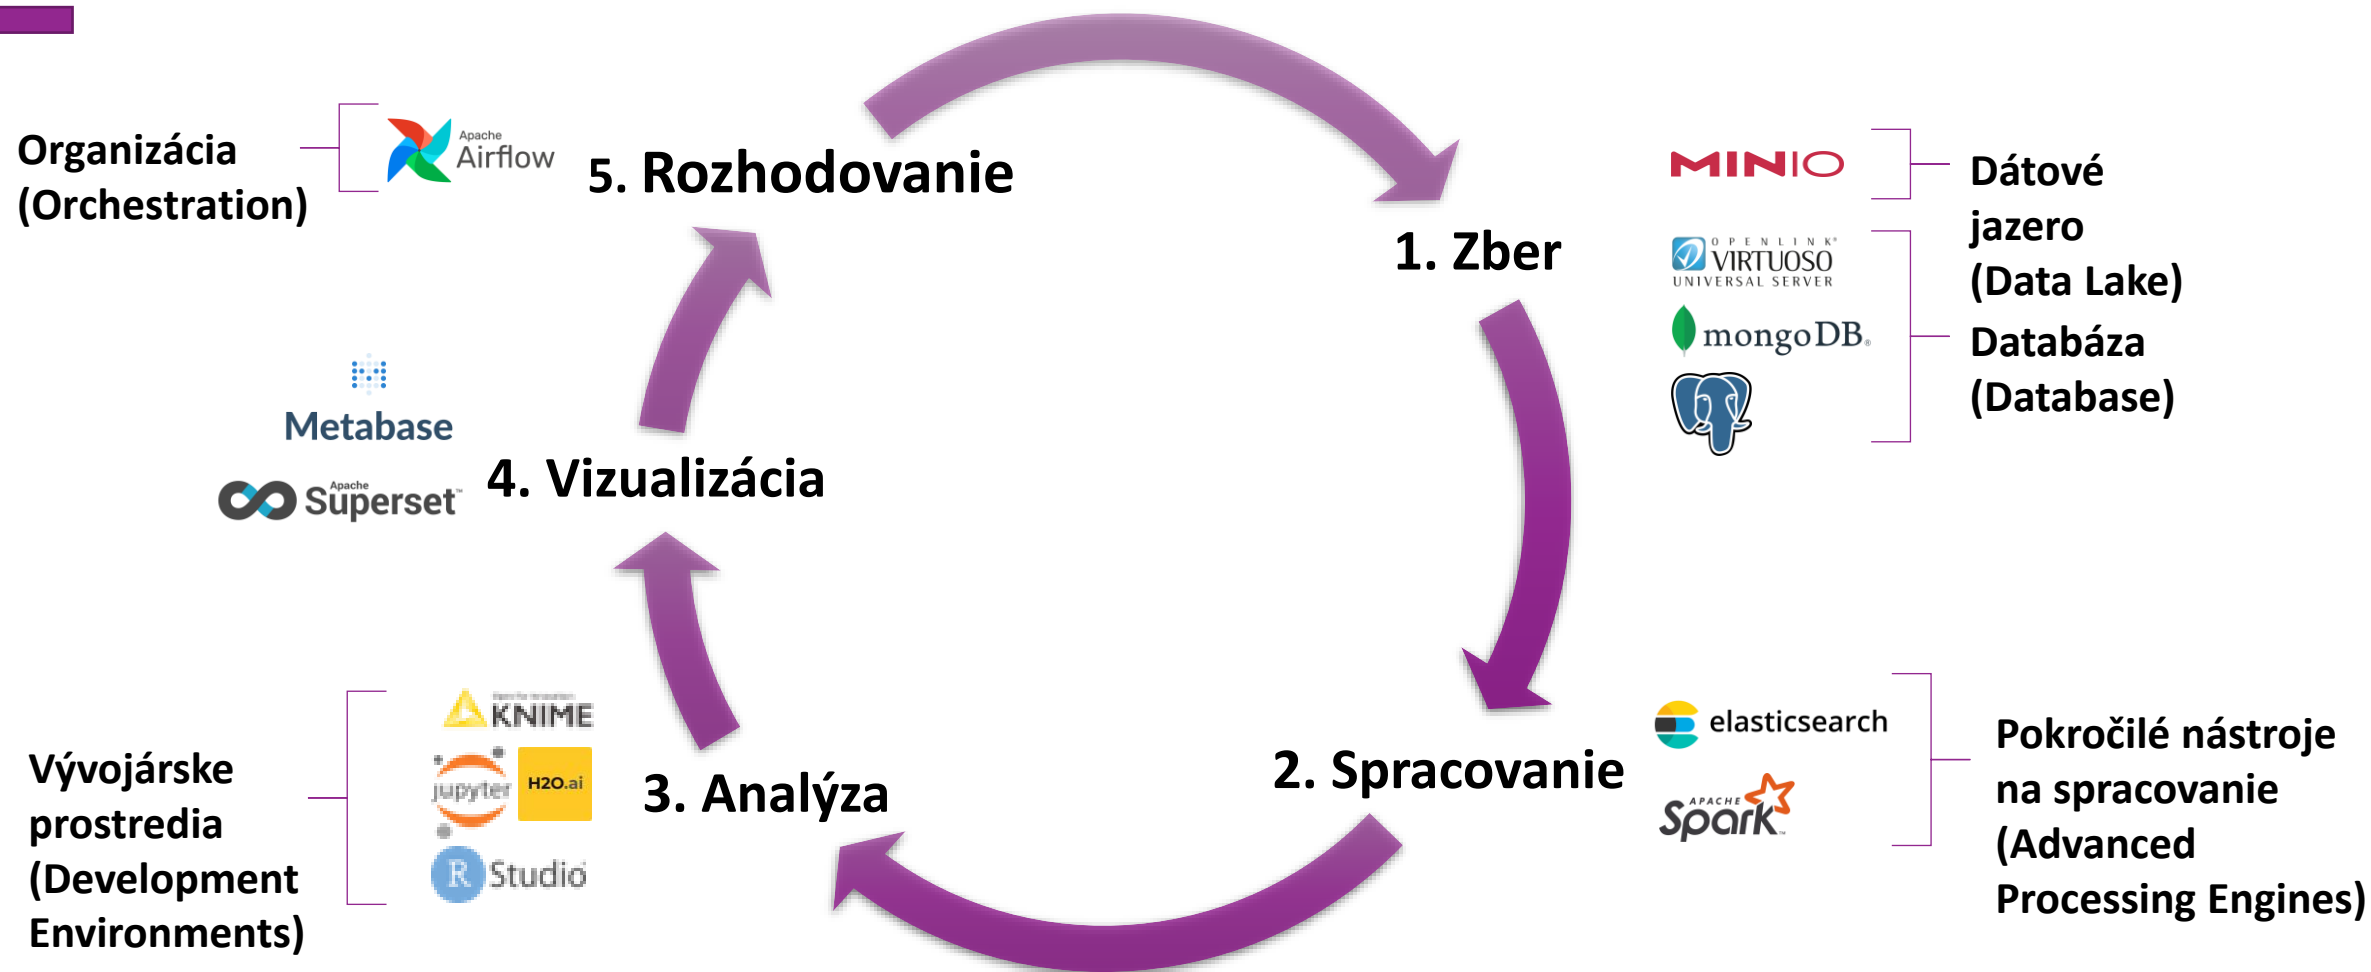 Organizácia
(Orchestration)
Apache
Airflow
5. Rozhodovanie
MINIO
Dátové
jazero
(Data Lake)
1. Zber
OPENLINK®
VIRTUOSO
UNIVERSAL SERVER
mongoDB®
Databáza
(Database)
Metabase
Apache
Superset™
4. Vizualizácia
elasticsearch
APACHE
Spark™
2. Spracovanie
Pokročilé nástroje
na spracovanie
(Advanced
Processing Engines)
KNIME
jupyter
H2O.ai
R Studio
3. Analýza
Vývojárske
prostredia
(Development
Environments)